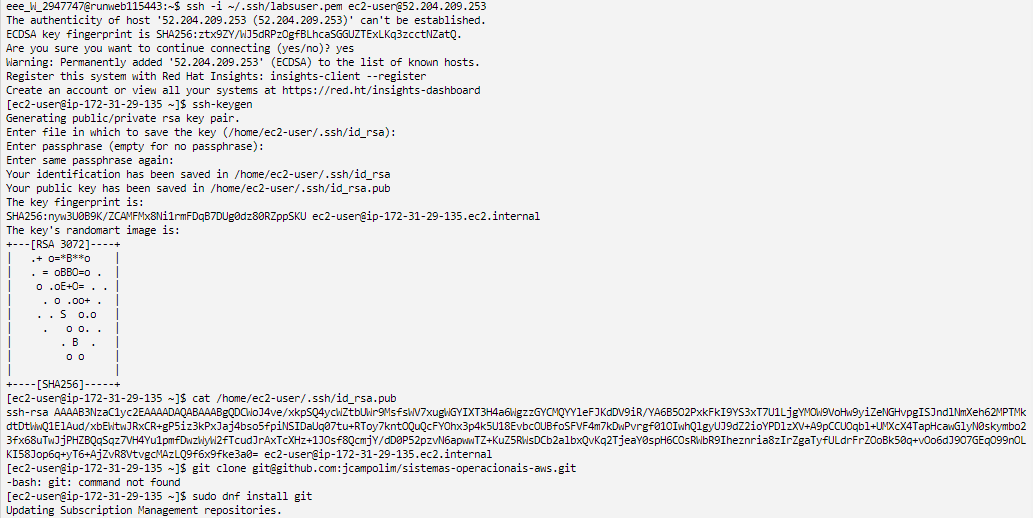 eee_W_2947747@runweb115443:~$ ssh -i ~/.ssh/labsuser.pem ec2-user@52.204.209.253
The authenticity of host '52.204.209.253 (52.204.209.253)' can't be established.
ECDSA key fingerprint is SHA256:ztx9ZY/WJ5dRPzOgfBLhcaSGGUZTExLKq3zcctNZatQ.
Are you sure you want to continue connecting (yes/no)? yes
Warning: Permanently added '52.204.209.253' (ECDSA) to the list of known hosts.
Register this system with Red Hat Insights: insights-client --register
Create an account or view all your systems at https://red.ht/insights-dashboard
[ec2-user@ip-172-31-29-135 ~]$ ssh-keygen
Generating public/private rsa key pair.
Enter file in which to save the key (/home/ec2-user/.ssh/id_rsa):
Enter passphrase (empty for no passphrase):
Enter same passphrase again:
Your identification has been saved in /home/ec2-user/.ssh/id_rsa
Your public key has been saved in /home/ec2-user/.ssh/id_rsa.pub
The key fingerprint is:
SHA256:nyw3U0B9K/ZCAMFMx8Ni1rmFDqB7DUg0dz80RZppSKU ec2-user@ip-172-31-29-135.ec2.internal
The key's randomart image is:
+---[RSA 3072]----+
|   .+ o=*B**o    |
|   . = oBBO=o .  |
|    o .oE+O= . . |
|     . o .oo+ .  |
|    . . S  o.o   |
|     .   o o. .  |
|        . B  .   |
|         o o     |
|                 |
+----[SHA256]-----+
[ec2-user@ip-172-31-29-135 ~]$ cat /home/ec2-user/.ssh/id_rsa.pub
ssh-rsa AAAAB3NzaC1yc2EAAAADAQABAAABgQDCWoJ4ve/xkpSQ4ycWZtbUWr9MsfsWV7xugWGYIXT3H4a6WgzzGYCMQYYleFJKdDV9iR/YA6B5O2PxkFkI9YS3xT7U1LjgYMOW9VoHw9yiZeNGHvpgISJndlNmXeh62MPTMk
dtDtWwQ1ElAud/xbEWtwJRxCR+gP5iz3kPxJaj4bso5fpiNSIDaUq07tu+RToy7kntOQuQcFYOhx3p4k5U18EvbcOUBfoSFVF4m7kDwPvrgf01OIwhQlgyUJ9dZ2ioYPDlzXV+A9pCCUOqbl+UMXcX4TapHcawGlyN0skymbo2
3fx68uTwJjPHZBQqSqz7VH4Yu1pmfDwzWyW2fTcudJrAxTcXHz+1JOsf8QcmjY/dD0P52pzvN6apwwTZ+KuZ5RWsDCb2albxQvKq2TjeaY0spH6COsRWbR9Iheznria8zIrZgaTyfULdrFrZOoBk50q+vOo6dJ9O7GEqO99nOL
KI58Jop6q+yT6+AjZvR8VtvgcMAzLQ9f6x9fke3a0= ec2-user@ip-172-31-29-135.ec2.internal
[ec2-user@ip-172-31-29-135 ~]$ git clone git@github.com:jcampolim/sistemas-operacionais-aws.git
-bash: git: command not found
[ec2-user@ip-172-31-29-135 ~]$ sudo dnf install git
Updating Subscription Management repositories.